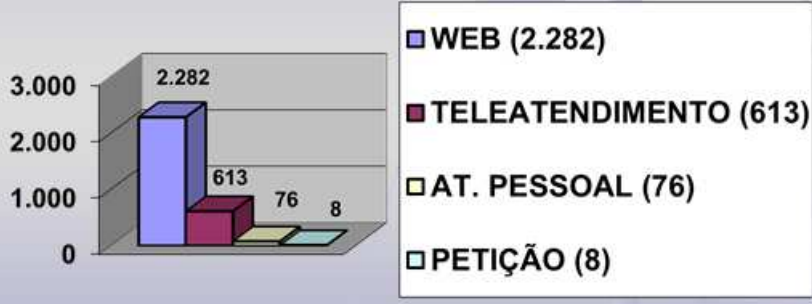 3.000
2.000
1.000
0
2.282
613
76
8
WEB (2.282)
TELEATENDIMENTO (613)
AT. PESSOAL (76)
PETIÇÃO (8)